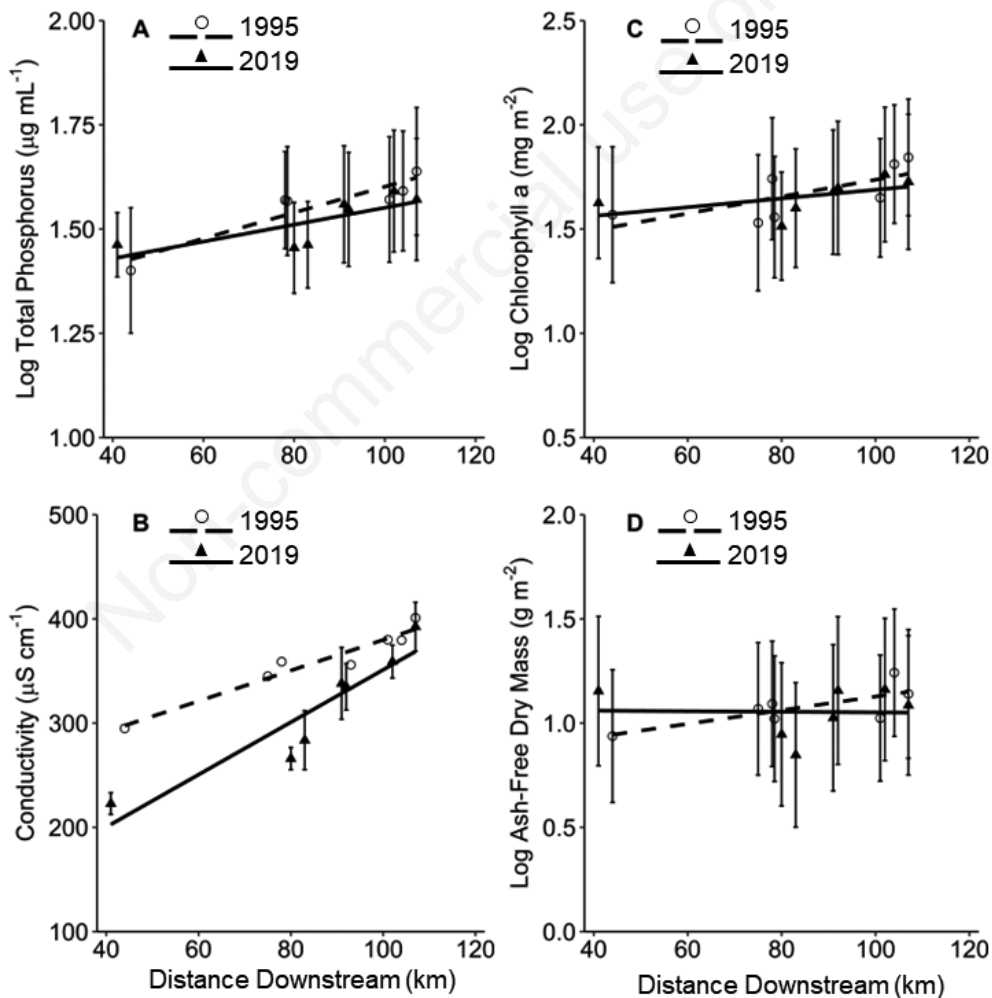 A
1995
2019
Log Total Phosphorus (µg mL⁻¹)
2.00
1.75
1.50
1.25
1.00
40 60 80 100 120
C
1995
2019
Log Chlorophyll a (mg m⁻²)
2.5
2.0
1.5
1.0
0.5
40 60 80 100 120
B
1995
2019
Conductivity (µS cm⁻¹)
500
400
300
200
100
40 60 80 100 120
Distance Downstream (km)
D
1995
2019
Log Ash-Free Dry Mass (g m⁻²)
2.0
1.5
1.0
0.5
0.0
40 60 80 100 120
Distance Downstream (km)
Non-commercial use